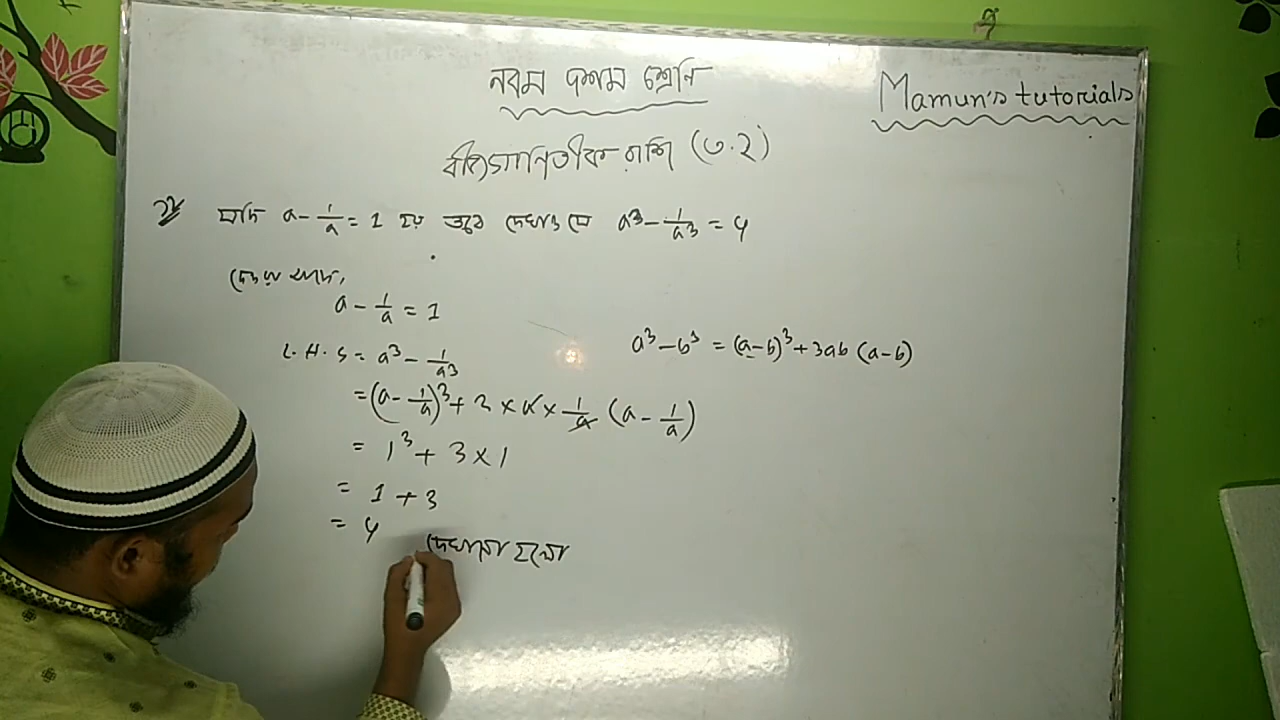 নবম দশম শ্রেণি
Mamun's tutorials
বীজগানিতীক রাশি (৩.২)
যদি a - 1/a = 1 হয় তবে দেখাও যে a³ - 1/a³ = 4
দেওয়া আছে,
a - 1/a = 1
L.H.S = a³ - 1/a³
a³ - b³ = (a-b)³ + 3ab (a-b)
= (a - 1/a)³ + 3 × a × 1/a (a - 1/a)
= 1³ + 3 × 1
= 1 + 3
= 4
দেখানো হলো